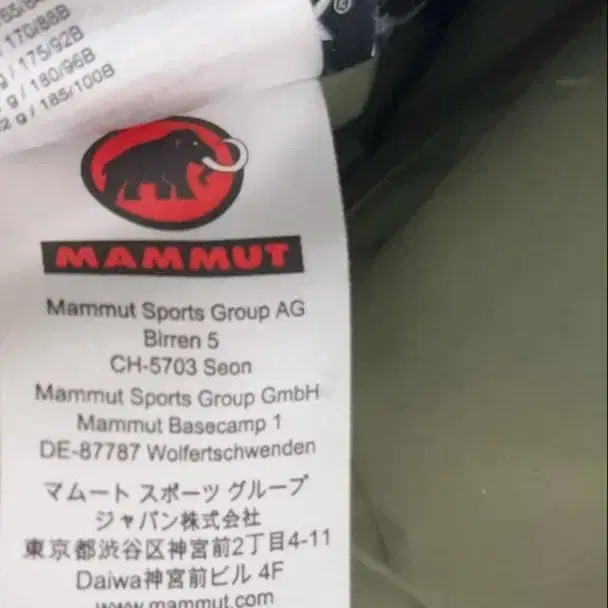 170/88B
g / 175/92B
g / 180/96B
2 g / 185/100B
®
MAMMUT
Mammut Sports Group AG
Birren 5
CH-5703 Seon
Mammut Sports Group GmbH
Mammut Basecamp 1
DE-87787 Wolfertschwenden
マムート スポーツ グループ
ジャパン株式会社
東京都渋谷区神宮前2丁目4-11
Daiwa神宮前ビル 4F
www.mammut.com